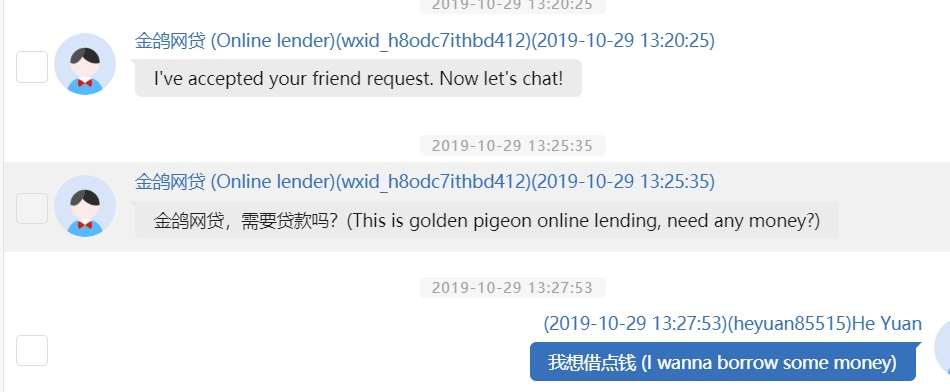 2019-10-29 13:20:25
金鸽网贷 (Online lender)(wxid_h8odc7ithbd412)(2019-10-29 13:20:25)
I've accepted your friend request. Now let's chat!
2019-10-29 13:25:35
金鸽网贷 (Online lender)(wxid_h8odc7ithbd412)(2019-10-29 13:25:35)
金鸽网贷，需要贷款吗？(This is golden pigeon online lending, need any money?)
2019-10-29 13:27:53
(2019-10-29 13:27:53)(heyuan85515)He Yuan
我想借点钱 (I wanna borrow some money)